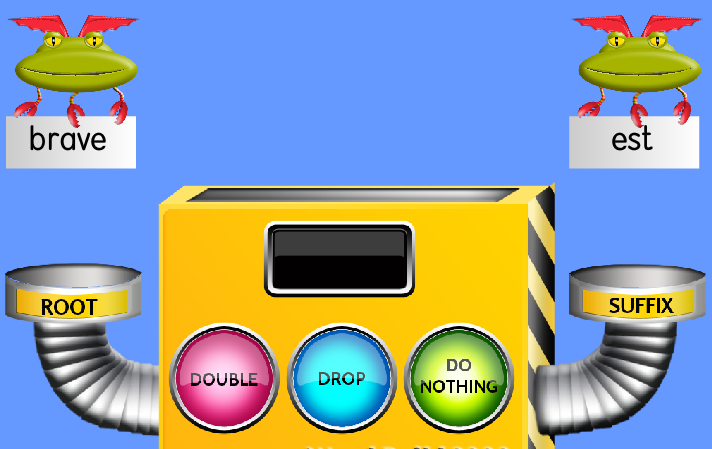 brave
est
ROOT
SUFFIX
DOUBLE
DROP
DO
NOTHING